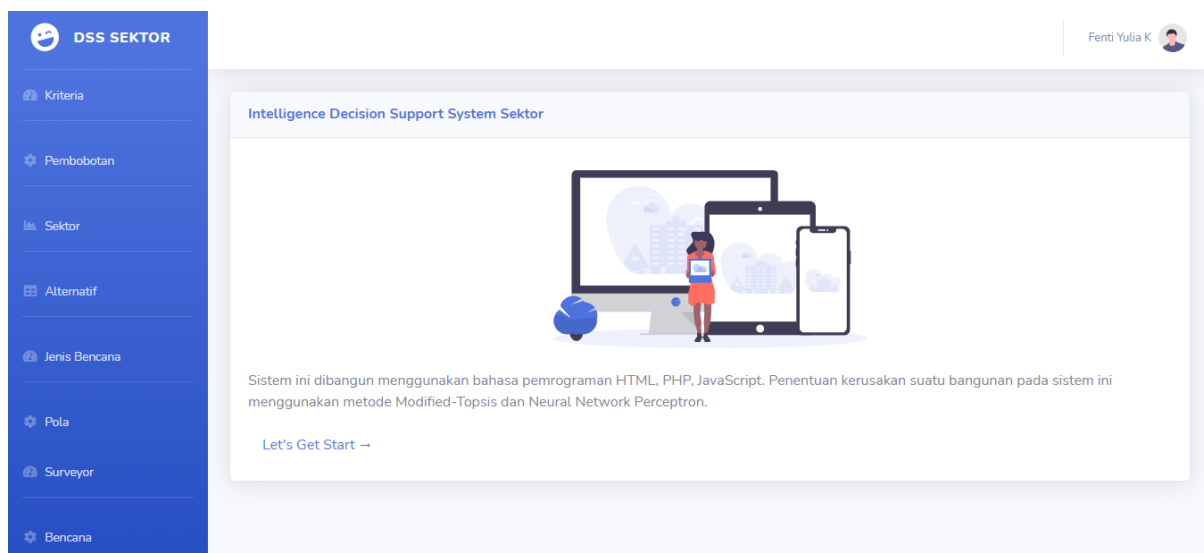 DSS SEKTOR
Fenti Yulia K
Kriteria
Pembobotan
Sektor
Alternatif
Jenis Bencana
Pola
Surveyor
Bencana
Intelligence Decision Support System Sektor
Sistem ini dibangun menggunakan bahasa pemrograman HTML, PHP, JavaScript. Penentuan kerusakan suatu bangunan pada sistem ini
menggunakan metode Modified-Topsis dan Neural Network Perceptron.
Let's Get Start →